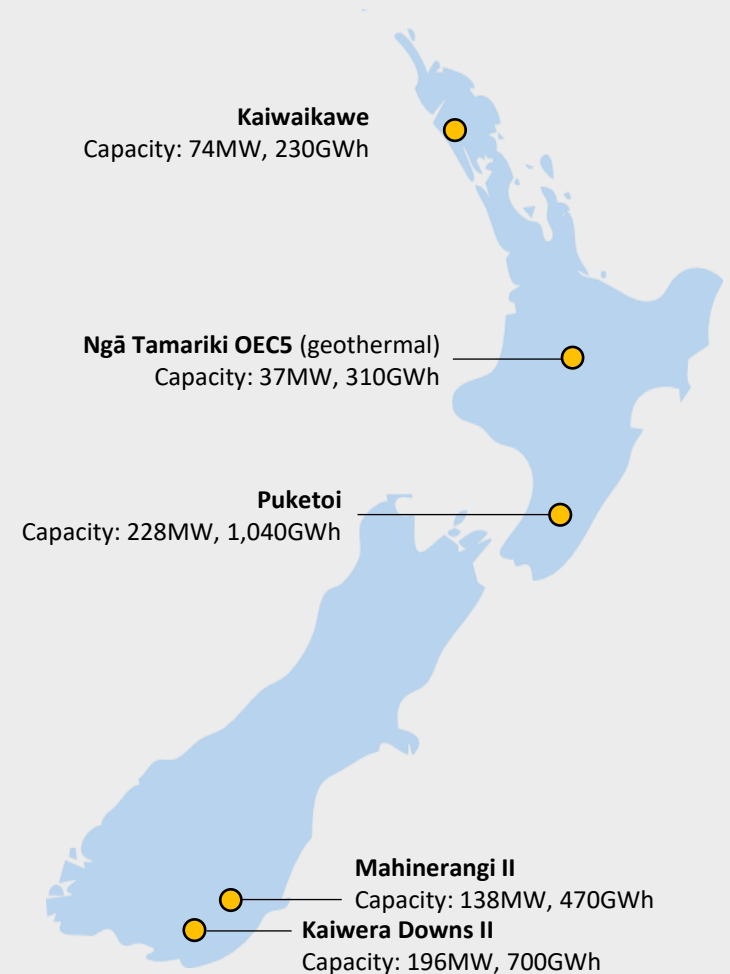 Kaiwaikawe
Capacity: 74MW, 230GWh
Ngā Tamariki OEC5 (geothermal)
Capacity: 37MW, 310GWh
Puketoi
Capacity: 228MW, 1,040GWh
Mahinerangi II
Capacity: 138MW, 470GWh
Kaiwera Downs II
Capacity: 196MW, 700GWh